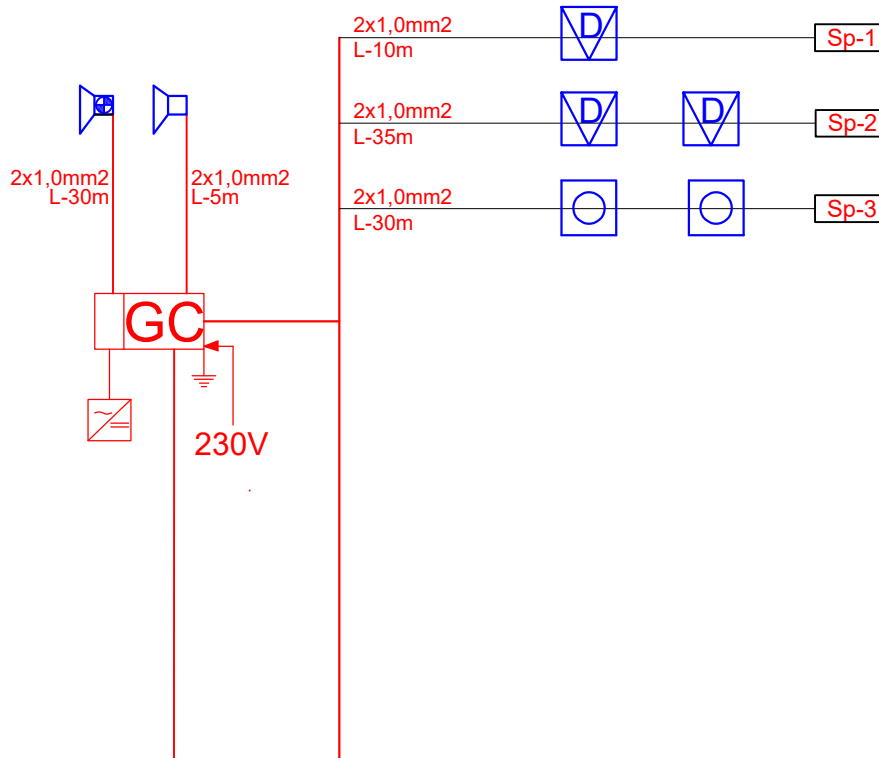 2x1,0mm2
L-10m
D
Sp-1
2x1,0mm2
L-35m
D
D
Sp-2
2x1,0mm2
L-30m
2x1,0mm2
L-5m
2x1,0mm2
L-30m
Sp-3
GC
230V